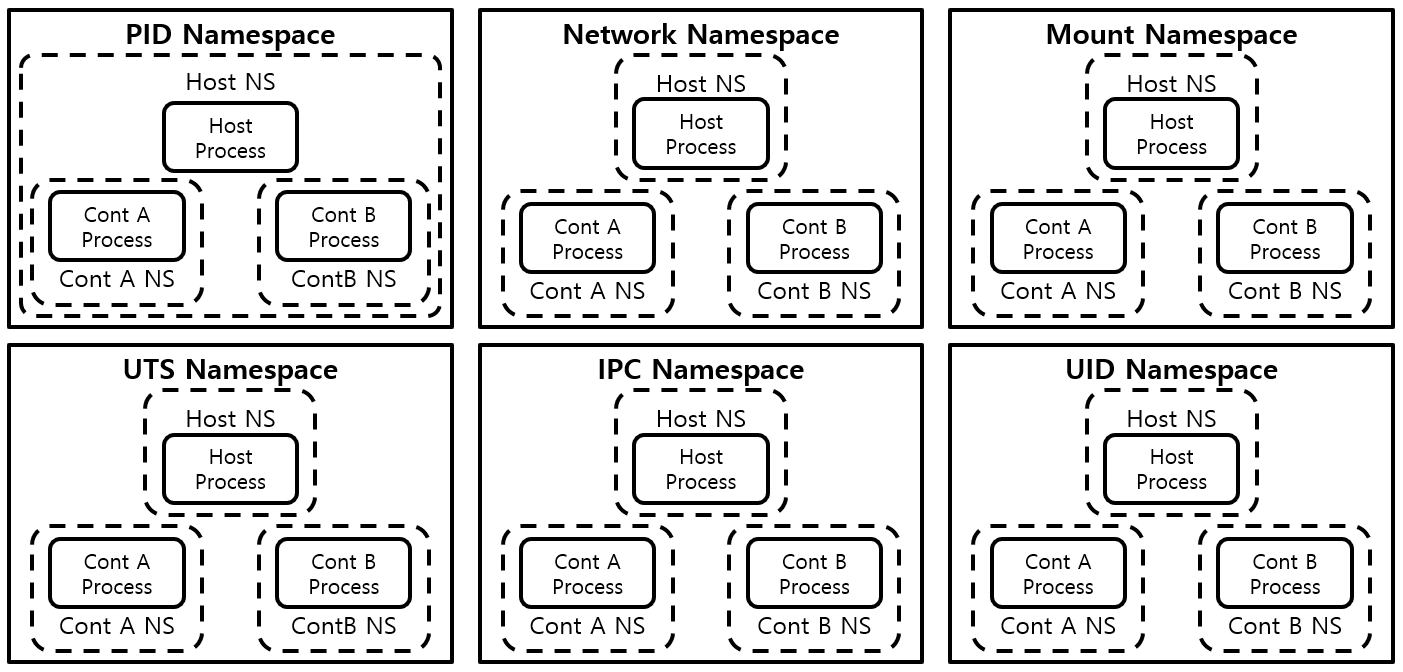 PID Namespace
Host NS
Host
Process
Cont A
Process
Cont A NS
Cont B
Process
ContB NS
Network Namespace
Host NS
Host
Process
Cont A
Process
Cont A NS
Cont B
Process
Cont B NS
Mount Namespace
Host NS
Host
Process
Cont A
Process
Cont A NS
Cont B
Process
Cont B NS
UTS Namespace
Host NS
Host
Process
Cont A
Process
Cont A NS
Cont B
Process
ContB NS
IPC Namespace
Host NS
Host
Process
Cont A
Process
Cont A NS
Cont B
Process
Cont B NS
UID Namespace
Host NS
Host
Process
Cont A
Process
Cont A NS
Cont B
Process
Cont B NS